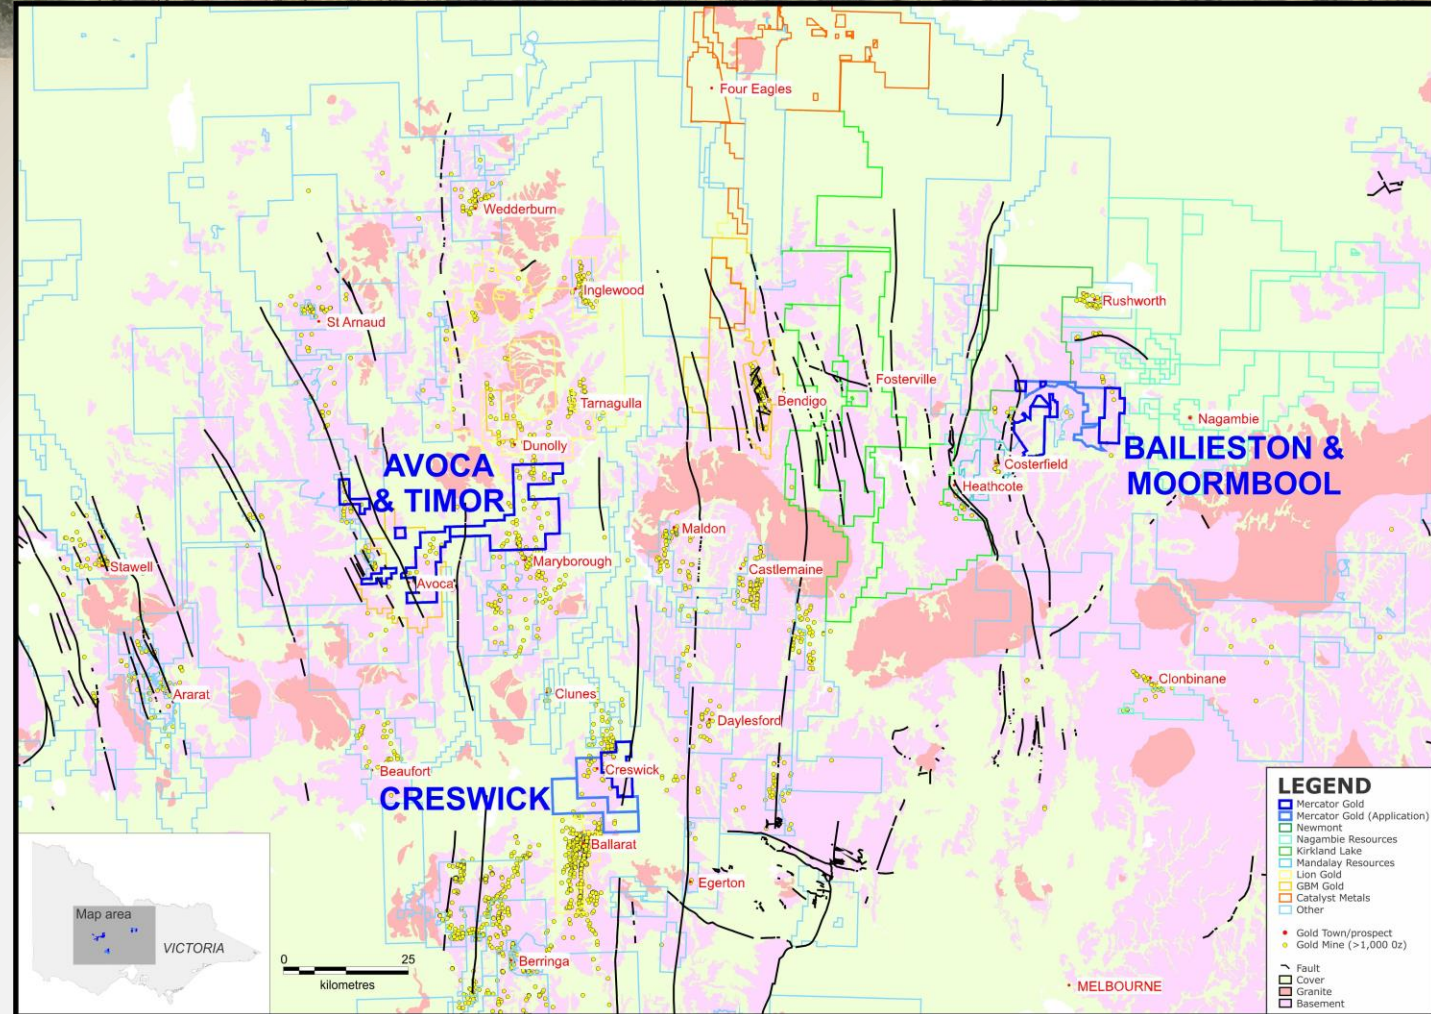 Four Eagles
Wedderburn
Inglewood
Rushworth
St Arnaud
Fosterville
Bendigo
Tarnagulla
Nagambie
Dunolly
BAILIESTON &
MOORMBOOL
AVOCA
& TIMOR
Costerfield
Heathcote
Maldon
Stawell
Maryborough
Castlemaine
Avoca
Clonbinane
Ararat
Clunes
Daylesford
Beaufort
Creswick
CRESWICK
Ballarat
Egerton
Berringa
MELBOURNE
Map area
VICTORIA
0 25
kilometres
LEGEND
Mercator Gold
Mercator Gold (Application)
Newmont
Nagambie Resources
Kirkland Lake
Mandalay Resources
Lion Gold
GBM Gold
Catalyst Metals
Other
Gold Town/prospect
Gold Mine (>1,000 0z)
Fault
Cover
Granite
Basement